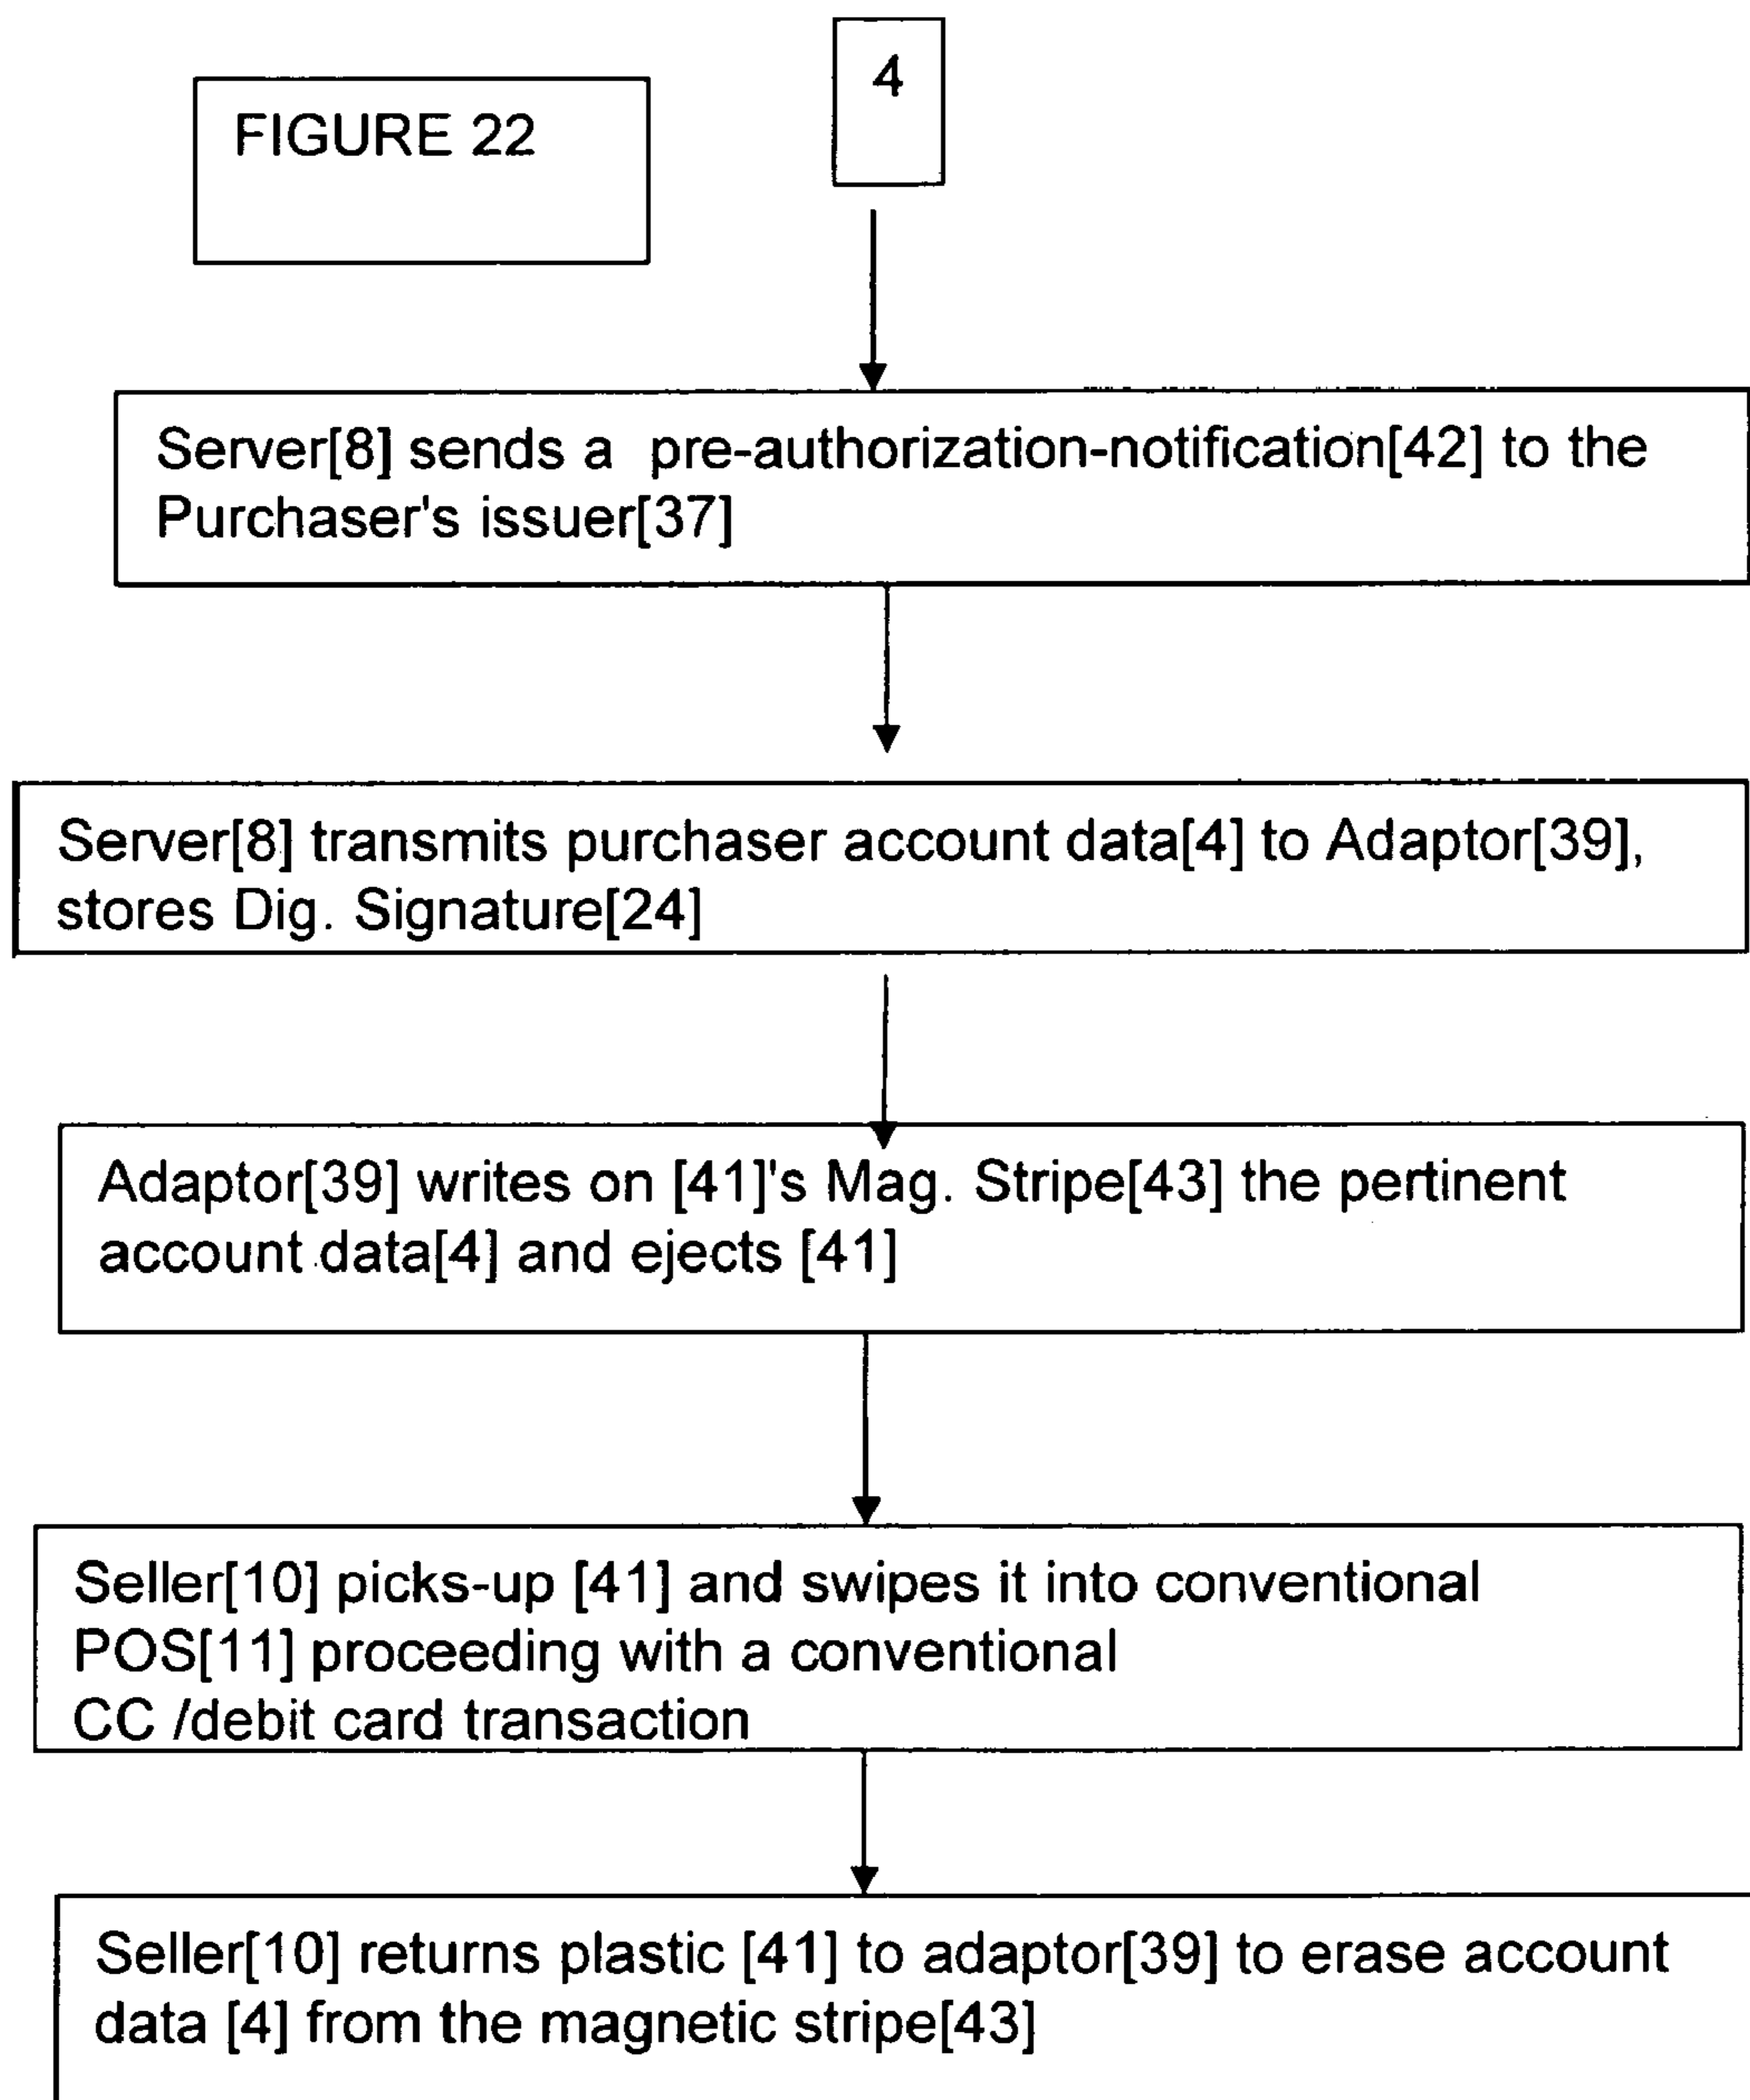 FIGURE 22
4
Server[8] sends a pre-authorization-notification[42] to the
Purchaser's issuer[37]
Server[8] transmits purchaser account data[4] to Adaptor[39],
stores Dig. Signature[24]
Adaptor[39] writes on [41]'s Mag. Stripe[43] the pertinent
account data[4] and ejects [41]
Seller[10] picks-up [41] and swipes it into conventional
POS[11] proceeding with a conventional
CC /debit card transaction
Seller[10] returns plastic [41] to adaptor[39] to erase account
data [4] from the magnetic stripe[43]